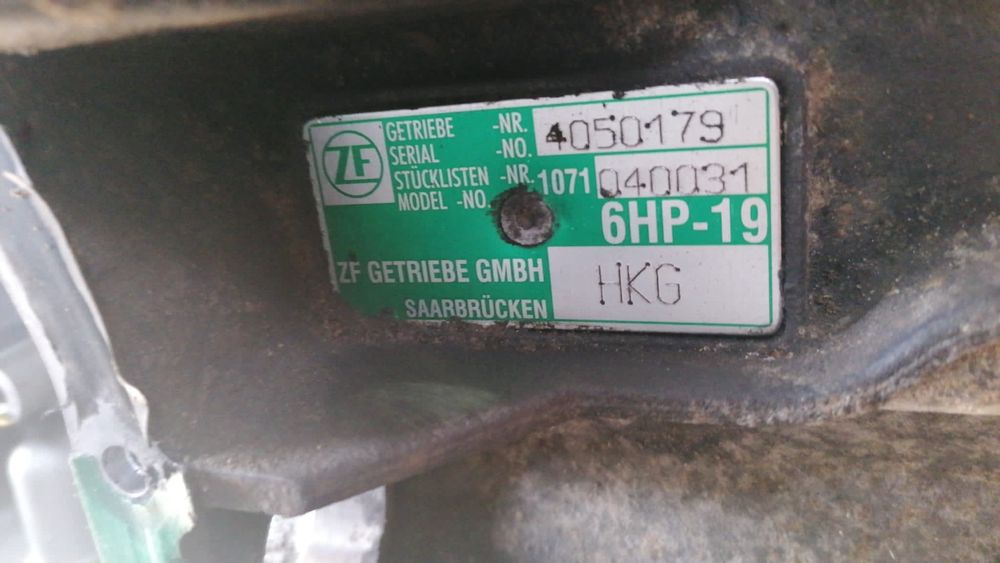 ZF
GETRIEBE -NR. 4050179
SERIAL -NO.
STÜCKLISTEN -NR. 1071 040031
MODEL -NO.
6HP-19
ZF GETRIEBE GMBH HKG
SAARBRÜCKEN